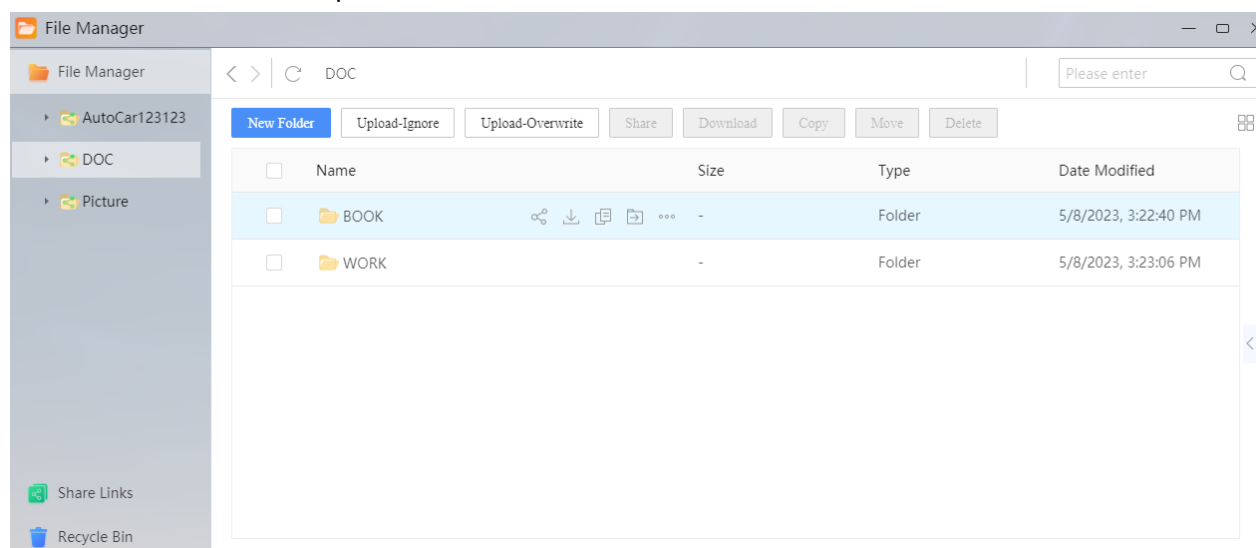 File Manager
File Manager
DOC
Please enter
AutoCar123123
DOC
Picture
New Folder Upload-Ignore Upload-Overwrite Share Download Copy Move Delete
Name Size Type Date Modified
BOOK - Folder 5/8/2023, 3:22:40 PM
WORK - Folder 5/8/2023, 3:23:06 PM
Share Links
Recycle Bin